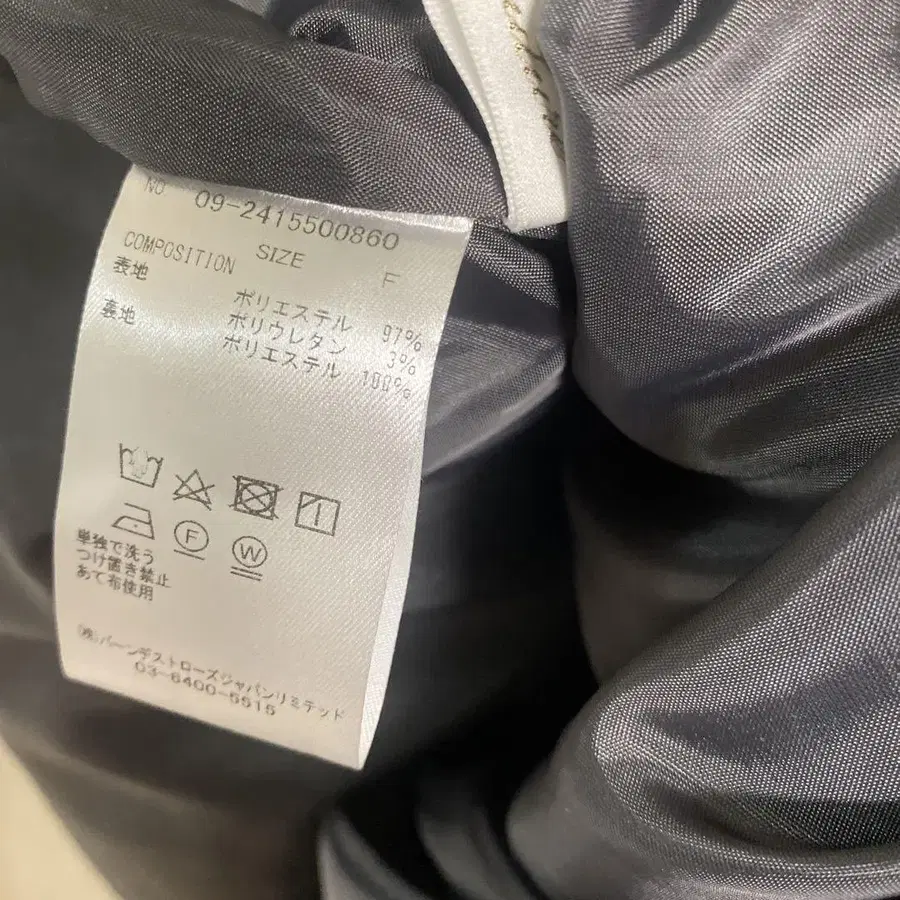 NO 09-2415500860
SIZE F
COMPOSITION
表地 ポリエステル 97%
ポリウレタン 3%
裏地 ポリエステル 100%
F
W
単独で洗う
つけ置き禁止
あて布使用
(株)バーンデストローズジャパンリミテッド
03-6400-5515